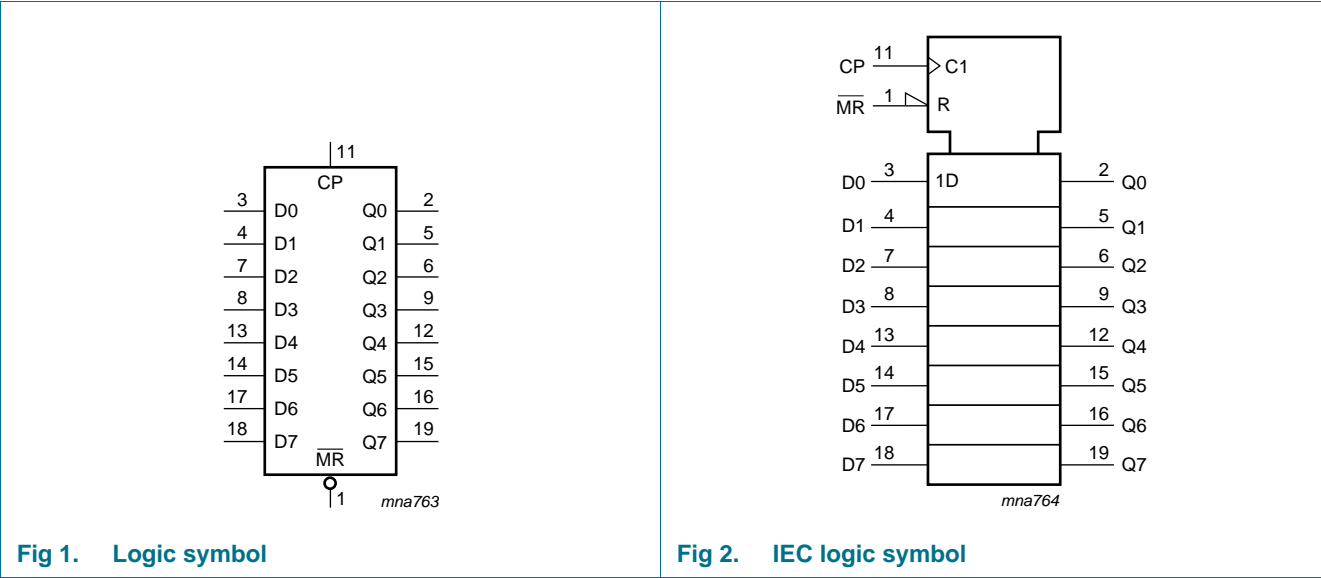 11
CP
3 D0 Q0 2
4 D1 Q1 5
7 D2 Q2 6
8 D3 Q3 9
13 D4 Q4 12
14 D5 Q5 15
17 D6 Q6 16
18 D7 Q7 19
MR
1
mna763
Fig 1. Logic symbol
CP 11 C1
MR 1 R
D0 3 1D 2 Q0
D1 4 5 Q1
D2 7 6 Q2
D3 8 9 Q3
D4 13 12 Q4
D5 14 15 Q5
D6 17 16 Q6
D7 18 19 Q7
mna764
Fig 2. IEC logic symbol